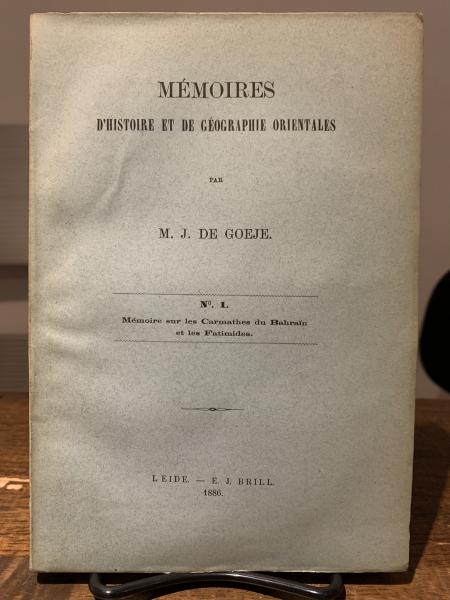 MÉMOIRES
D'HISTOIRE ET DE GÉOGRAPHIE ORIENTALES
PAR
M. J. DE GOEJE.
Nº. 1.
Mémoire sur les Carmathes du Bahraïn
et les Fatimides.
LEIDE. — E. J. BRILL.
1886.